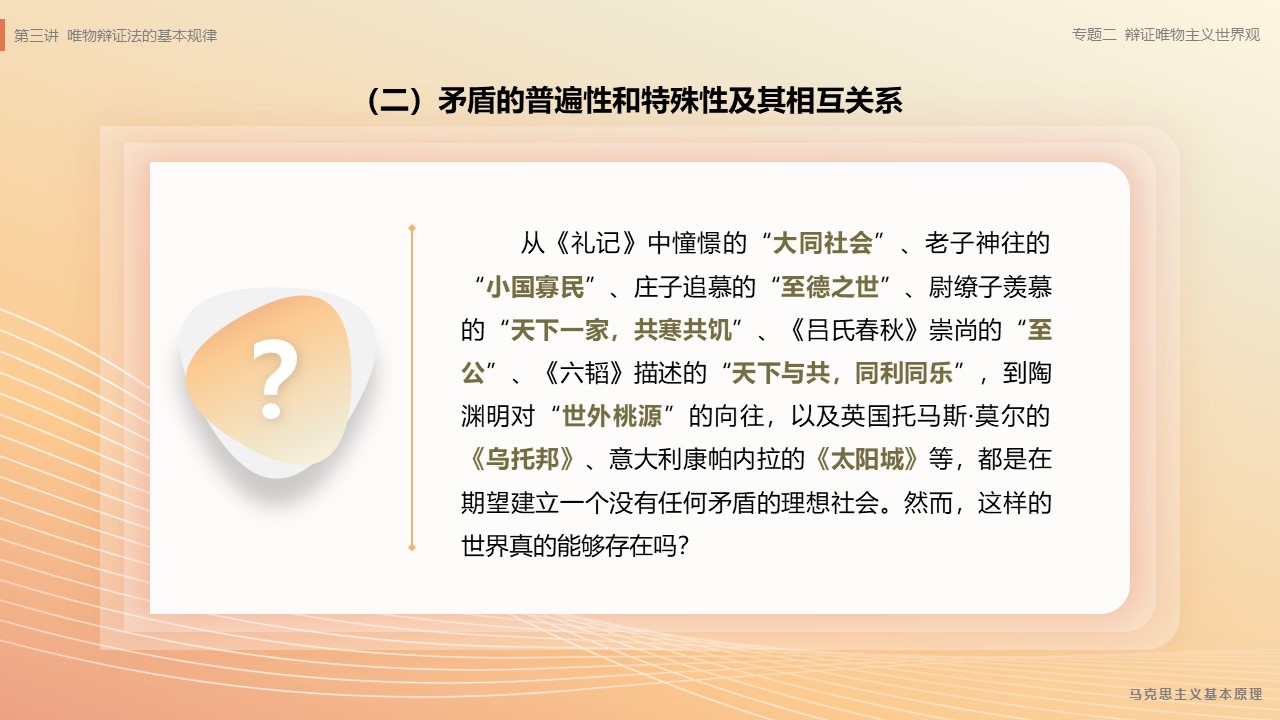 第三讲 唯物辩证法的基本规律
专题二 辩证唯物主义世界观
（二）矛盾的普遍性和特殊性及其相互关系
?
从《礼记》中憧憬的“大同社会”、老子神往的
“小国寡民”、庄子追慕的“至德之世”、尉缭子羡慕
的“天下一家，共寒共饥”、《吕氏春秋》崇尚的“至
公”、《六韬》描述的“天下与共，同利同乐”，到陶
渊明对“世外桃源”的向往，以及英国托马斯·莫尔的
《乌托邦》、意大利康帕内拉的《太阳城》等，都是在
期望建立一个没有任何矛盾的理想社会。然而，这样的
世界真的能够存在吗？
马克思主义基本原理